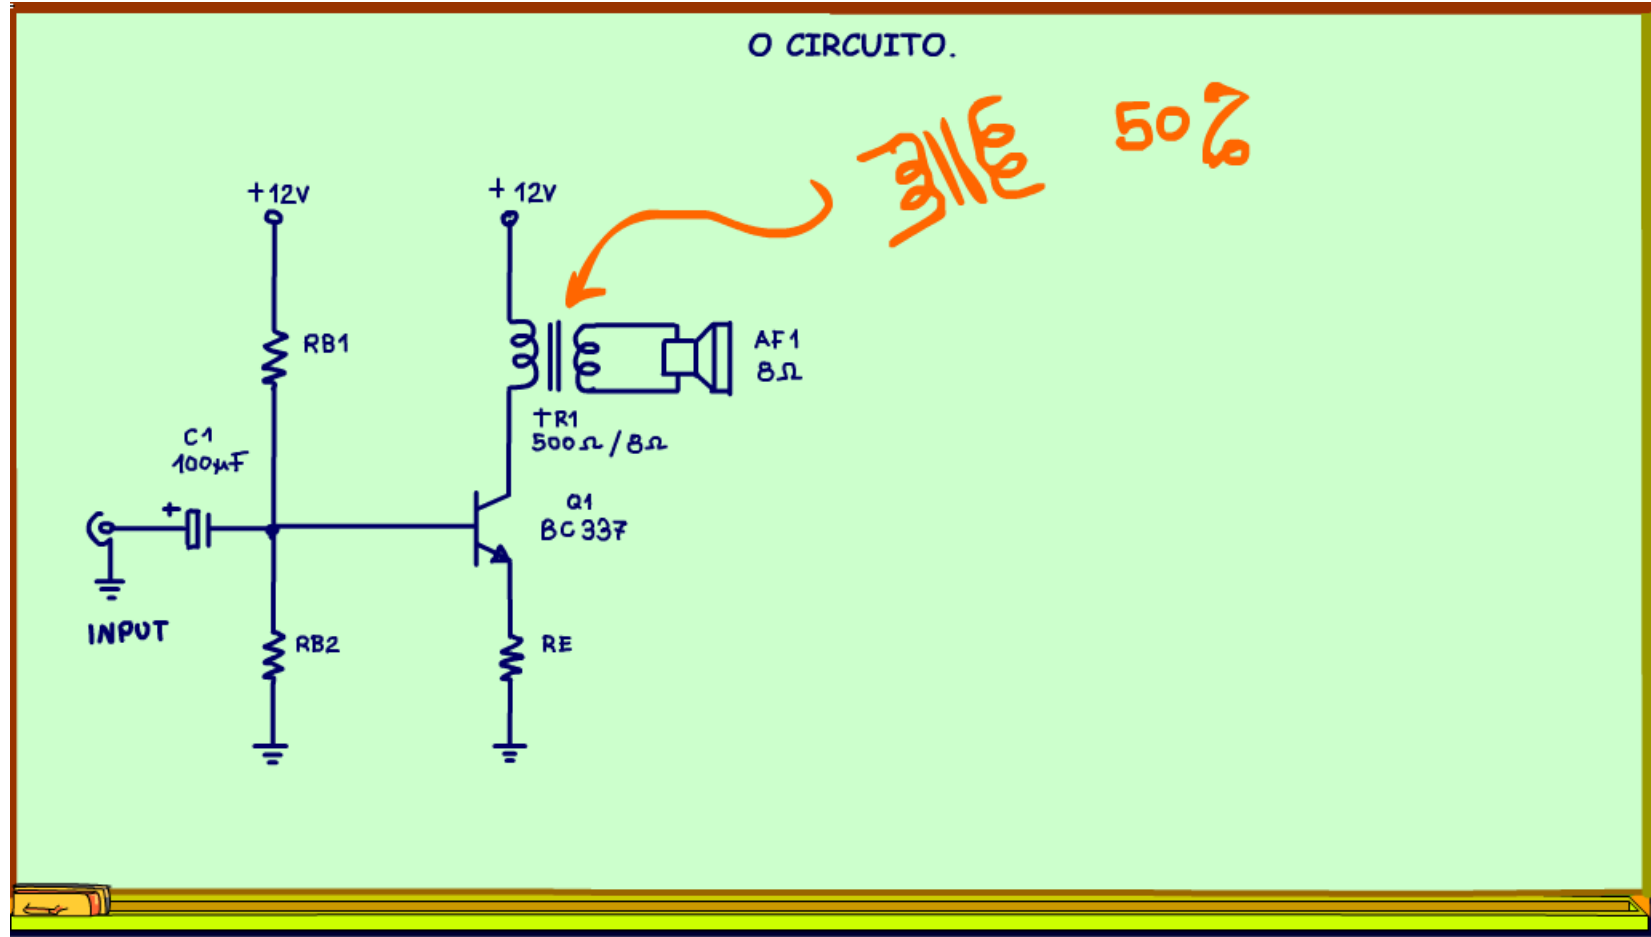 O CIRCUITO.
50%
+12V
+12V
RB1
AF1
8Ω
TR1
500Ω/8Ω
C1
100µF
+
Q1
BC337
INPUT
RB2
RE